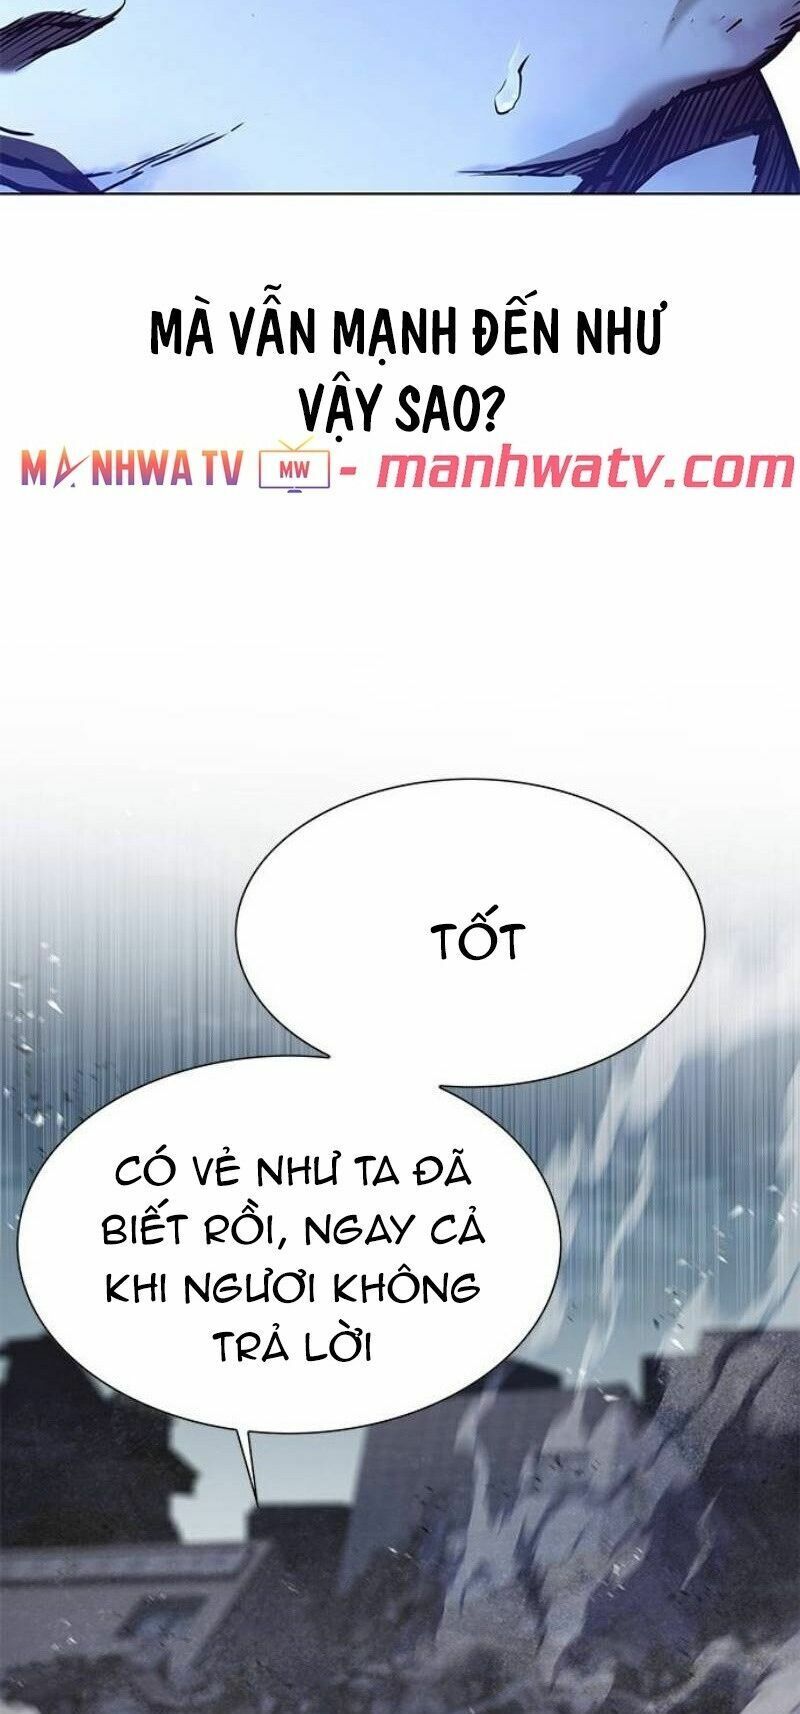 MÀ VẪN MẠNH ĐẾN NHƯ
VẬY SAO?
MANHWA TV MW - manhwatv.com
TỐT
CÓ VẺ NHƯ TA ĐÃ
BIẾT RỒI, NGAY CẢ
KHI NGƯƠI KHÔNG
TRẢ LỜI